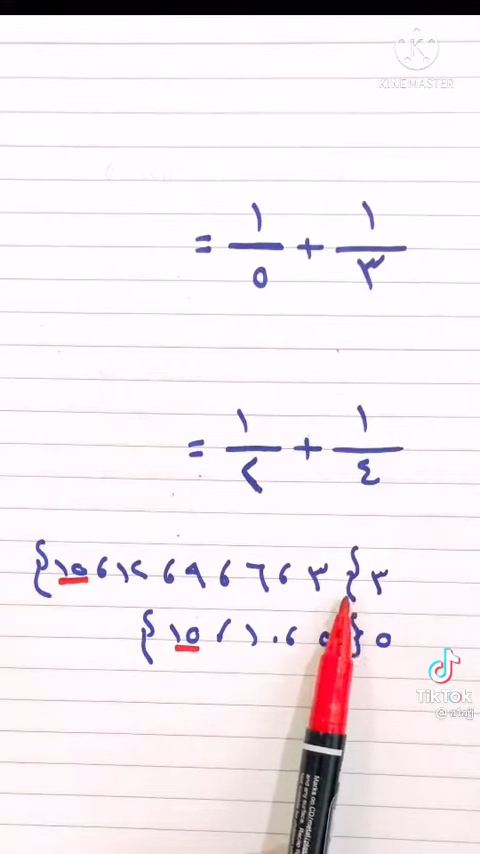 KINEMASTER
١/٣ + ١/٥ =
١/٤ + ١/٢ =
٣ { ٣ ، ٦ ، ٩ ، ١٢ ، ١٥ }
٥ { ٥ ، ١٠ ، ١٥ }
TikTok